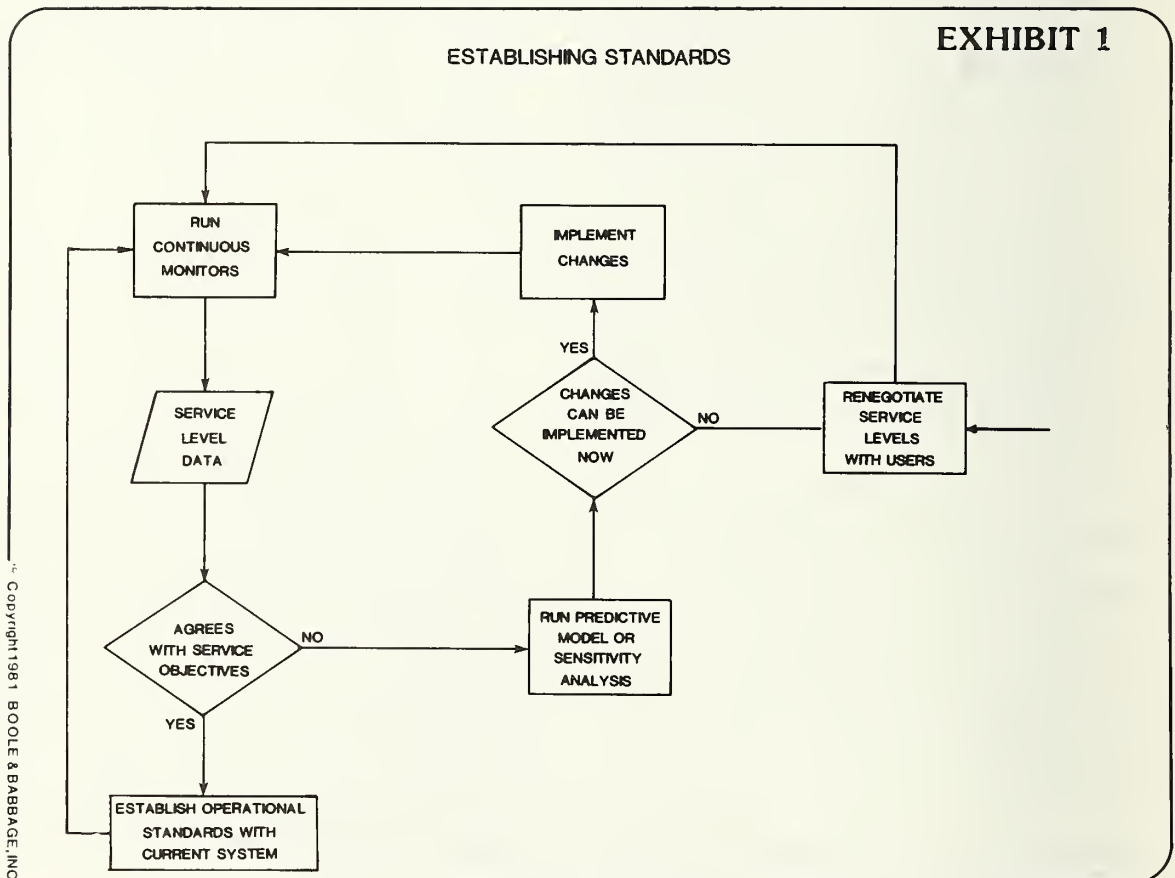 EXHIBIT 1
ESTABLISHING STANDARDS
RUN
CONTINUOUS
MONITORS
IMPLEMENT
CHANGES
YES
SERVICE
LEVEL
DATA
CHANGES
CAN BE
IMPLEMENTED
NOW
NO
RENEGOTIATE
SERVICE
LEVELS
WITH USERS
AGREES
WITH SERVICE
OBJECTIVES
NO
RUN PREDICTIVE
MODEL OR
SENSITIVITY
ANALYSIS
YES
ESTABLISH OPERATIONAL
STANDARDS WITH
CURRENT SYSTEM
Copyright 1981 BOOLE & BABBAGE, INC